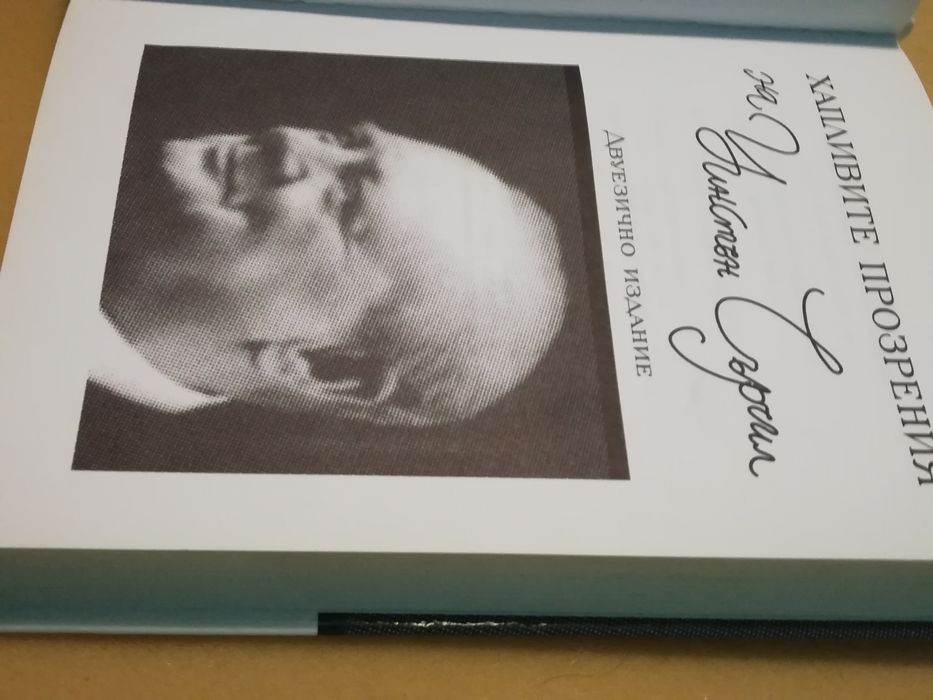 ХАПЛИВИТЕ ПРОЗРЕНИЯ
на Уинстън Чърчил
ДВУЕЗИЧНО ИЗДАНИЕ